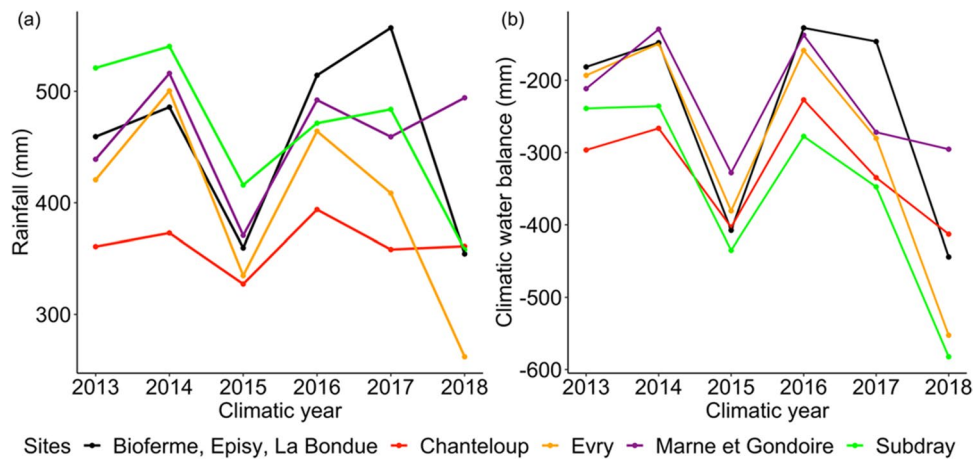 (a)
Rainfall (mm)
500
400
300
2013 2014 2015 2016 2017 2018
Climatic year
(b)
Climatic water balance (mm)
-200
-300
-400
-500
-600
2013 2014 2015 2016 2017 2018
Climatic year
Sites Bioferme, Episy, La Bondue Chanteloup Evry Marne et Gondoire Subdray